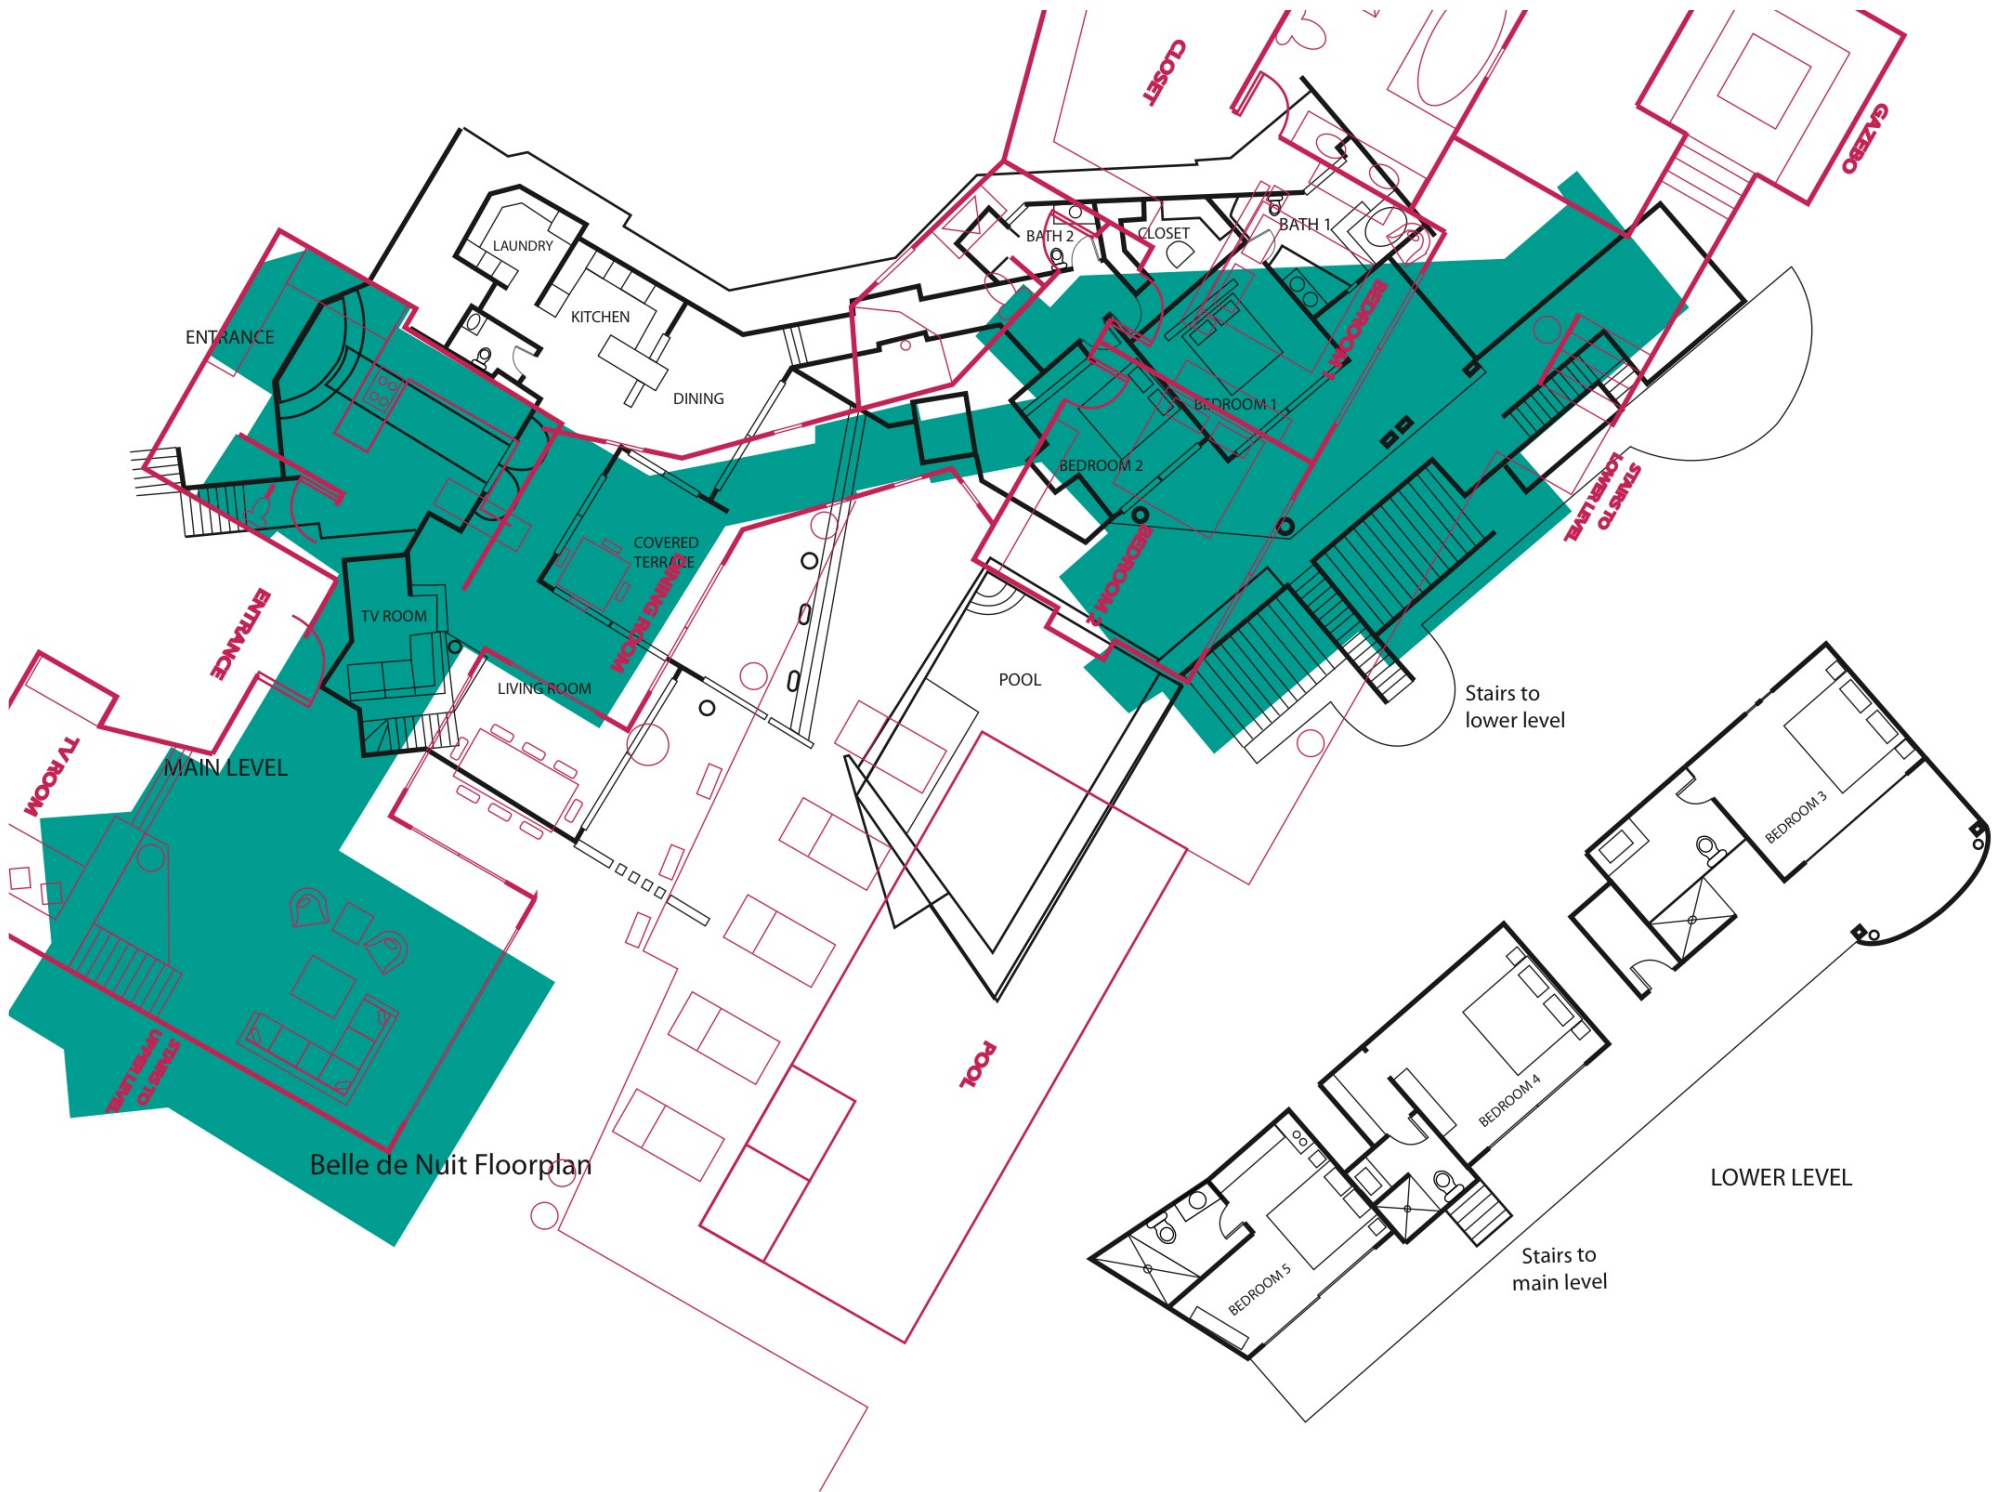 CLOSET
GAZEBO
LAUNDRY
BATH 2
CLOSET
BATH 1
ENTRANCE
KITCHEN
BEDROOM 1
DINING
BEDROOM 1
BEDROOM 2
STAIRS TO
LOWER LEVEL
COVERED
TERRACE
DINING ROOM
BEDROOM 2
TV ROOM
ENTRANCE
LIVING ROOM
POOL
Stairs to
lower level
TV ROOM
MAIN LEVEL
BEDROOM 3
STAIRS TO
UPPER LEVEL
POOL
BEDROOM 4
Belle de Nuit Floorplan
LOWER LEVEL
BEDROOM 5
Stairs to
main level